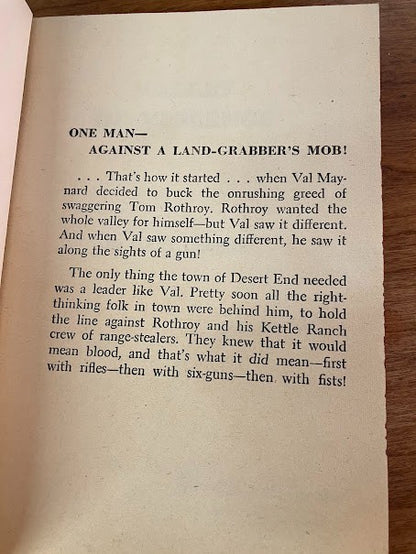 ONE MAN—
AGAINST A LAND-GRABBER'S MOB!
. . . That's how it started . . . when Val May-
nard decided to buck the onrushing greed of
swaggering Tom Rothroy. Rothroy wanted the
whole valley for himself—but Val saw it different.
And when Val saw something different, he saw it
along the sights of a gun!
The only thing the town of Desert End needed
was a leader like Val. Pretty soon all the right-
thinking folk in town were behind him, to hold
the line against Rothroy and his Kettle Ranch
crew of range-stealers. They knew that it would
mean blood, and that's what it did mean—first
with rifles—then with six-guns—then with fists!